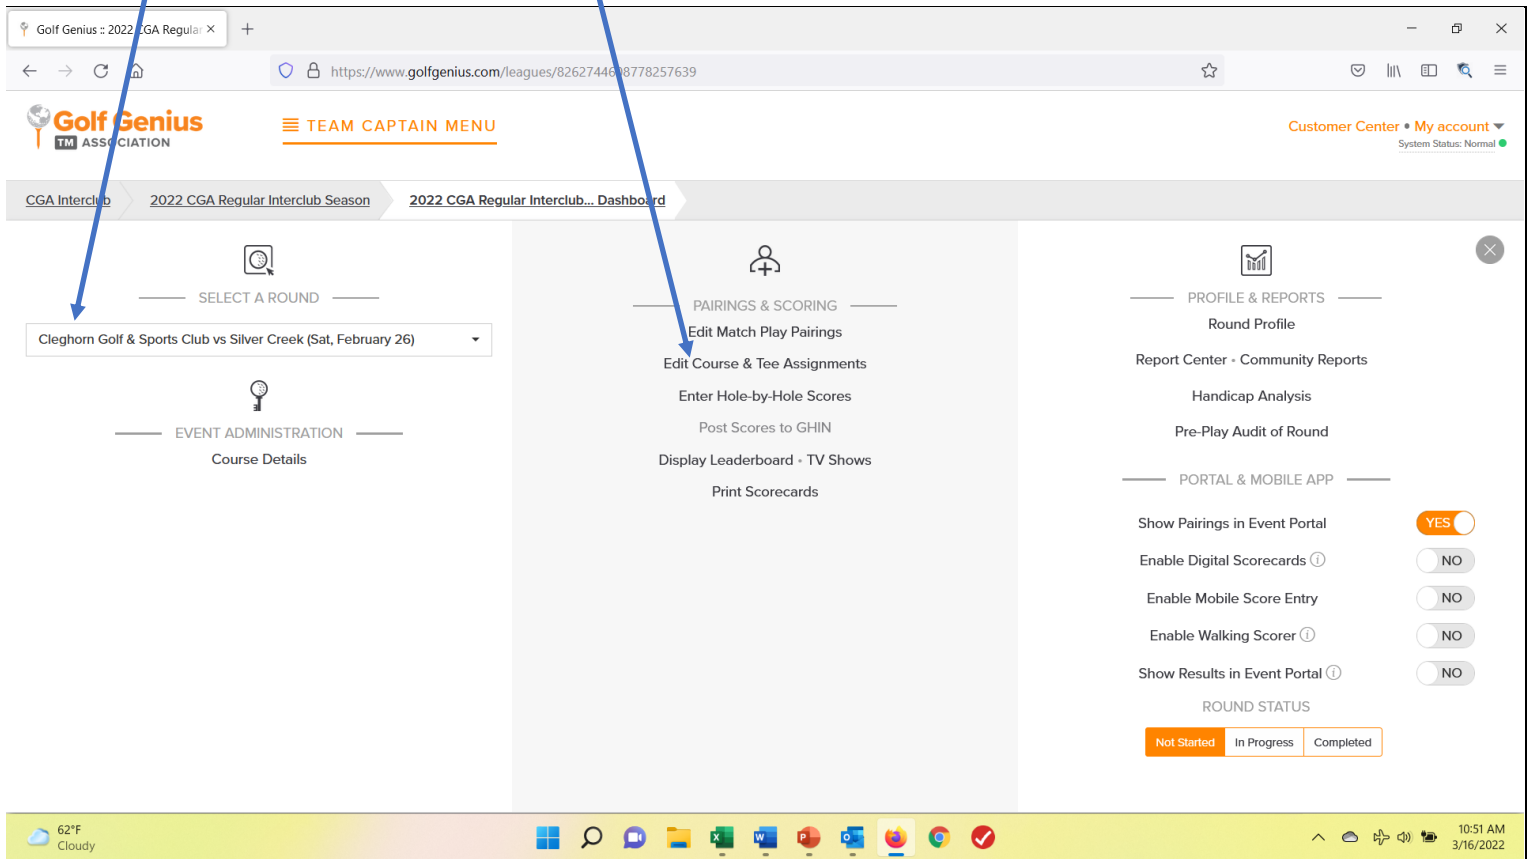 Golf Genius :: 2022 CGA Regular
https://www.golfgenius.com/leagues/8262744608778257639
Golf Genius
TM ASSOCIATION
TEAM CAPTAIN MENU
Customer Center • My account
System Status: Normal
CGA Interclub
2022 CGA Regular Interclub Season
2022 CGA Regular Interclub... Dashboard
SELECT A ROUND
Cleghorn Golf & Sports Club vs Silver Creek (Sat, February 26)
EVENT ADMINISTRATION
Course Details
PAIRINGS & SCORING
Edit Match Play Pairings
Edit Course & Tee Assignments
Enter Hole-by-Hole Scores
Post Scores to GHIN
Display Leaderboard • TV Shows
Print Scorecards
PROFILE & REPORTS
Round Profile
Report Center • Community Reports
Handicap Analysis
Pre-Play Audit of Round
PORTAL & MOBILE APP
Show Pairings in Event Portal YES
Enable Digital Scorecards NO
Enable Mobile Score Entry NO
Enable Walking Scorer NO
Show Results in Event Portal NO
ROUND STATUS
Not Started In Progress Completed
62°F
Cloudy
10:51 AM
3/16/2022